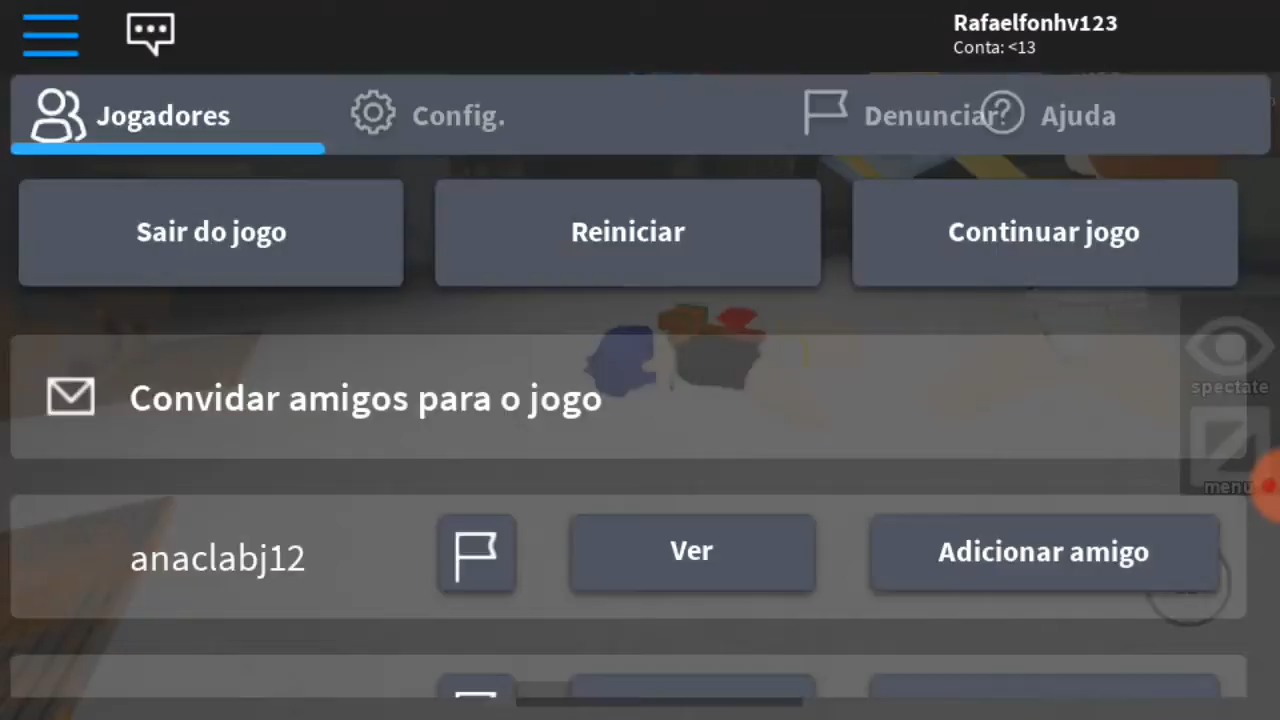 Rafaelfonhv123
Conta: <13
Jogadores
Config.
Denunciar
Ajuda
Sair do jogo
Reiniciar
Continuar jogo
Convidar amigos para o jogo
spectate
menu
anaclabj12
Ver
Adicionar amigo